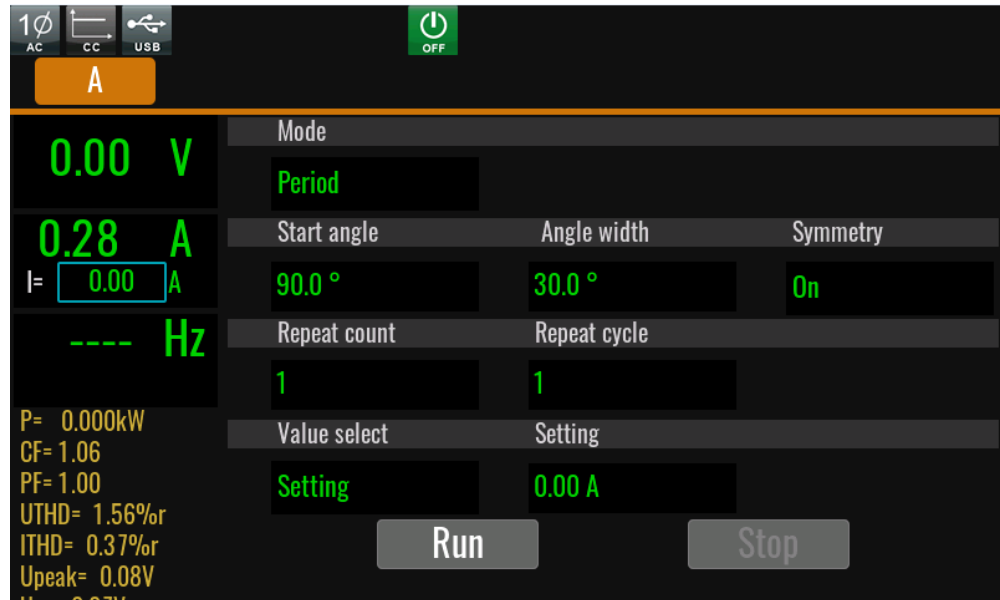 1Ø
AC
CC
USB
OFF
A
0.00 V
0.28 A
I= 0.00 A
---- Hz
P= 0.000kW
CF= 1.06
PF= 1.00
UTHD= 1.56%r
ITHD= 0.37%r
Upeak= 0.08V
Mode
Period
Start angle Angle width Symmetry
90.0 ° 30.0 ° On
Repeat count Repeat cycle
1 1
Value select Setting
Setting 0.00 A
Run Stop